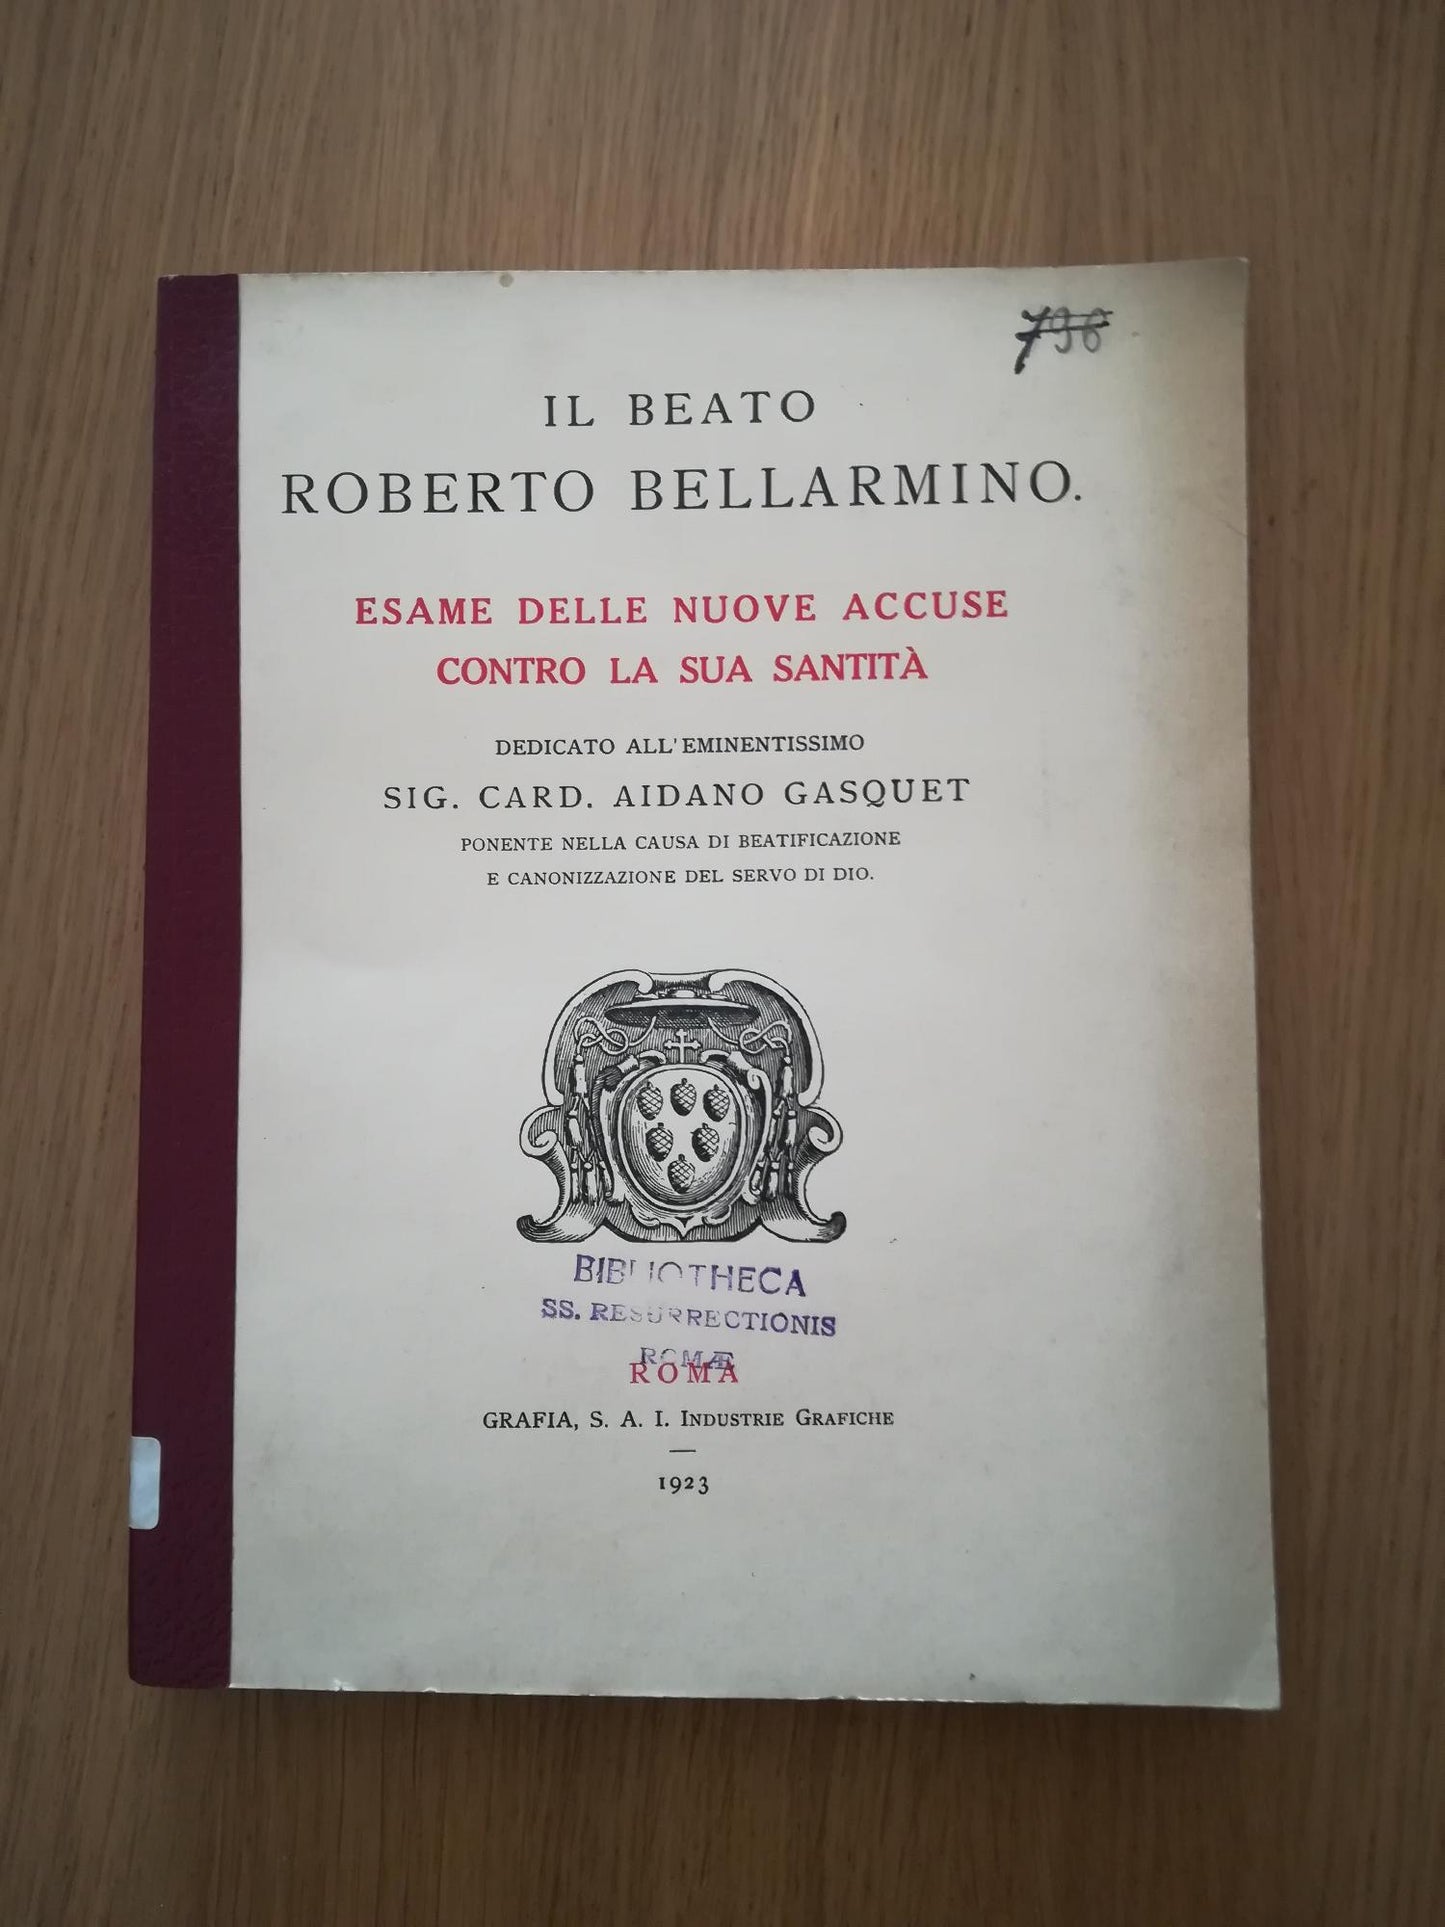 796
IL BEATO
ROBERTO BELLARMINO.
ESAME DELLE NUOVE ACCUSE
CONTRO LA SUA SANTITÀ
DEDICATO ALL'EMINENTISSIMO
SIG. CARD. AIDANO GASQUET
PONENTE NELLA CAUSA DI BEATIFICAZIONE
E CANONIZZAZIONE DEL SERVO DI DIO.
BIBLIOTHECA
SS. RESURRECTIONIS
ROMÆ
ROMA
GRAFIA, S. A. I. INDUSTRIE GRAFICHE
1923